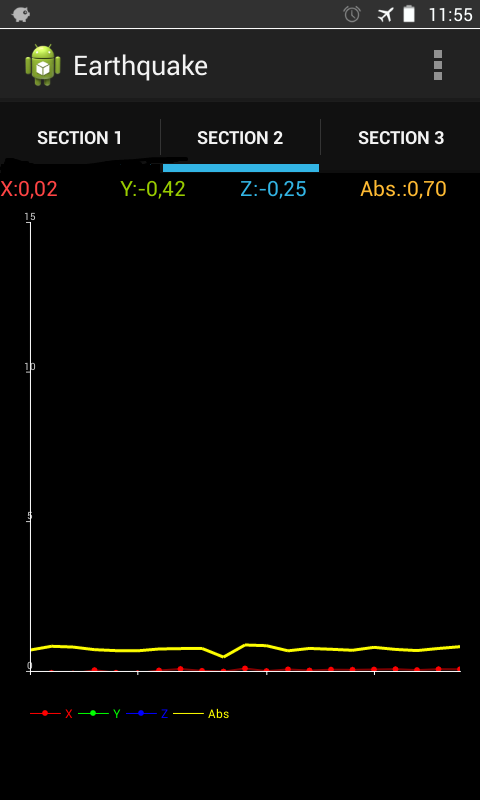 11:55
Earthquake
SECTION 1 SECTION 2 SECTION 3
X:0,02 Y:-0,42 Z:-0,25 Abs.:0,70
15
10
5
0
X Y Z Abs